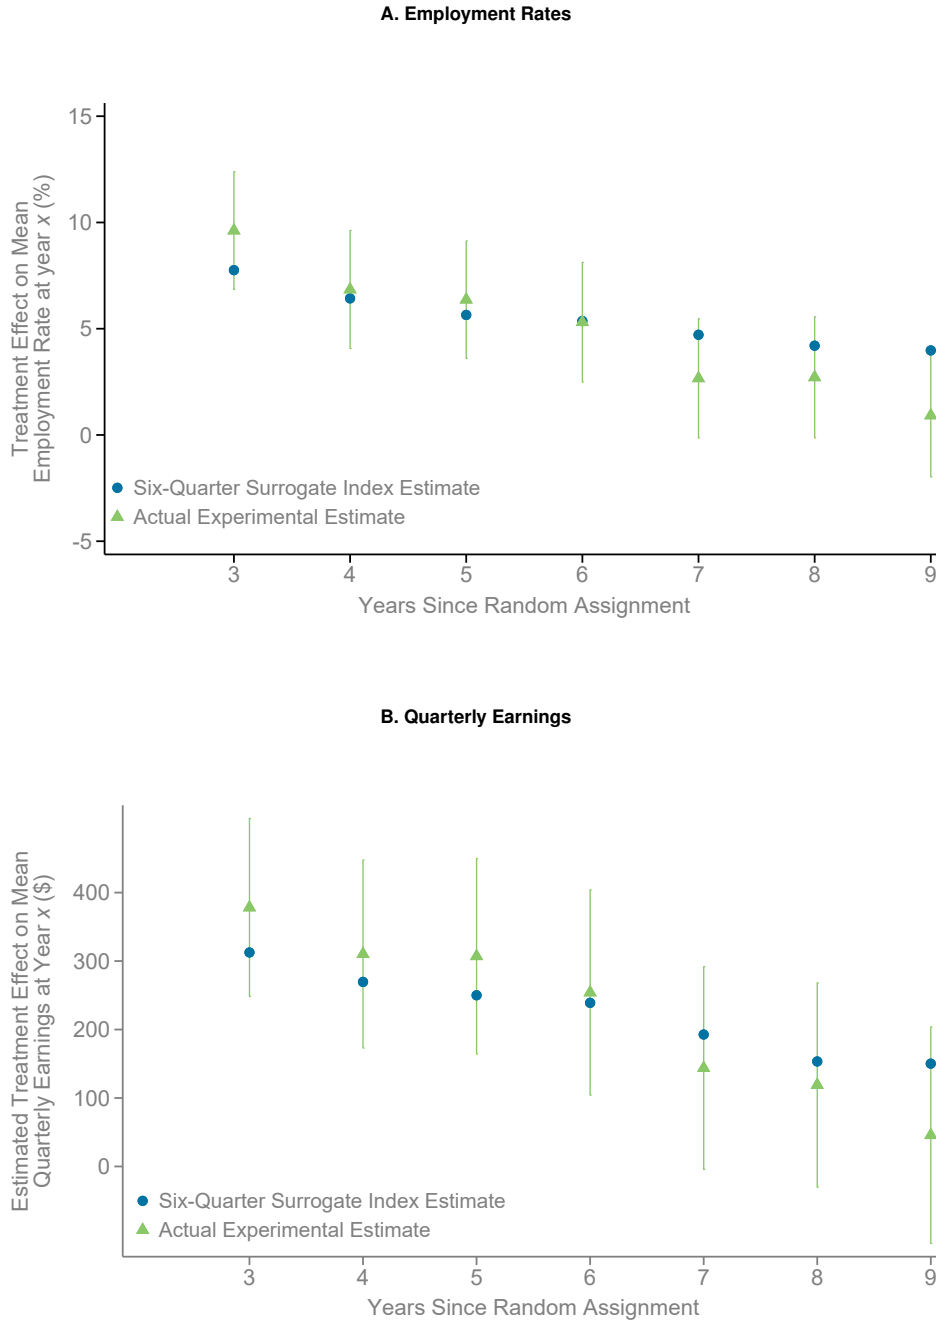 A. Employment Rates
Treatment Effect on Mean
Employment Rate at year x (%)
15
10
5
0
-5
Six-Quarter Surrogate Index Estimate
Actual Experimental Estimate
3 4 5 6 7 8 9
Years Since Random Assignment
B. Quarterly Earnings
Estimated Treatment Effect on Mean
Quarterly Earnings at Year x ($)
400
300
200
100
0
Six-Quarter Surrogate Index Estimate
Actual Experimental Estimate
3 4 5 6 7 8 9
Years Since Random Assignment